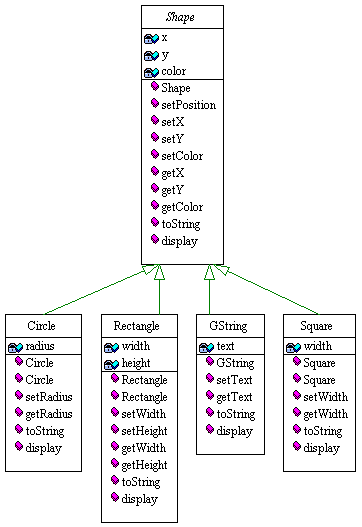 Shape
x
y
color
Shape
setPosition
setX
setY
setColor
getX
getY
getColor
toString
display
Circle
radius
Circle
Circle
setRadius
getRadius
toString
display
Rectangle
width
height
Rectangle
Rectangle
setWidth
setHeight
getWidth
getHeight
toString
display
GString
text
GString
setText
getText
toString
display
Square
width
Square
Square
setWidth
getWidth
toString
display